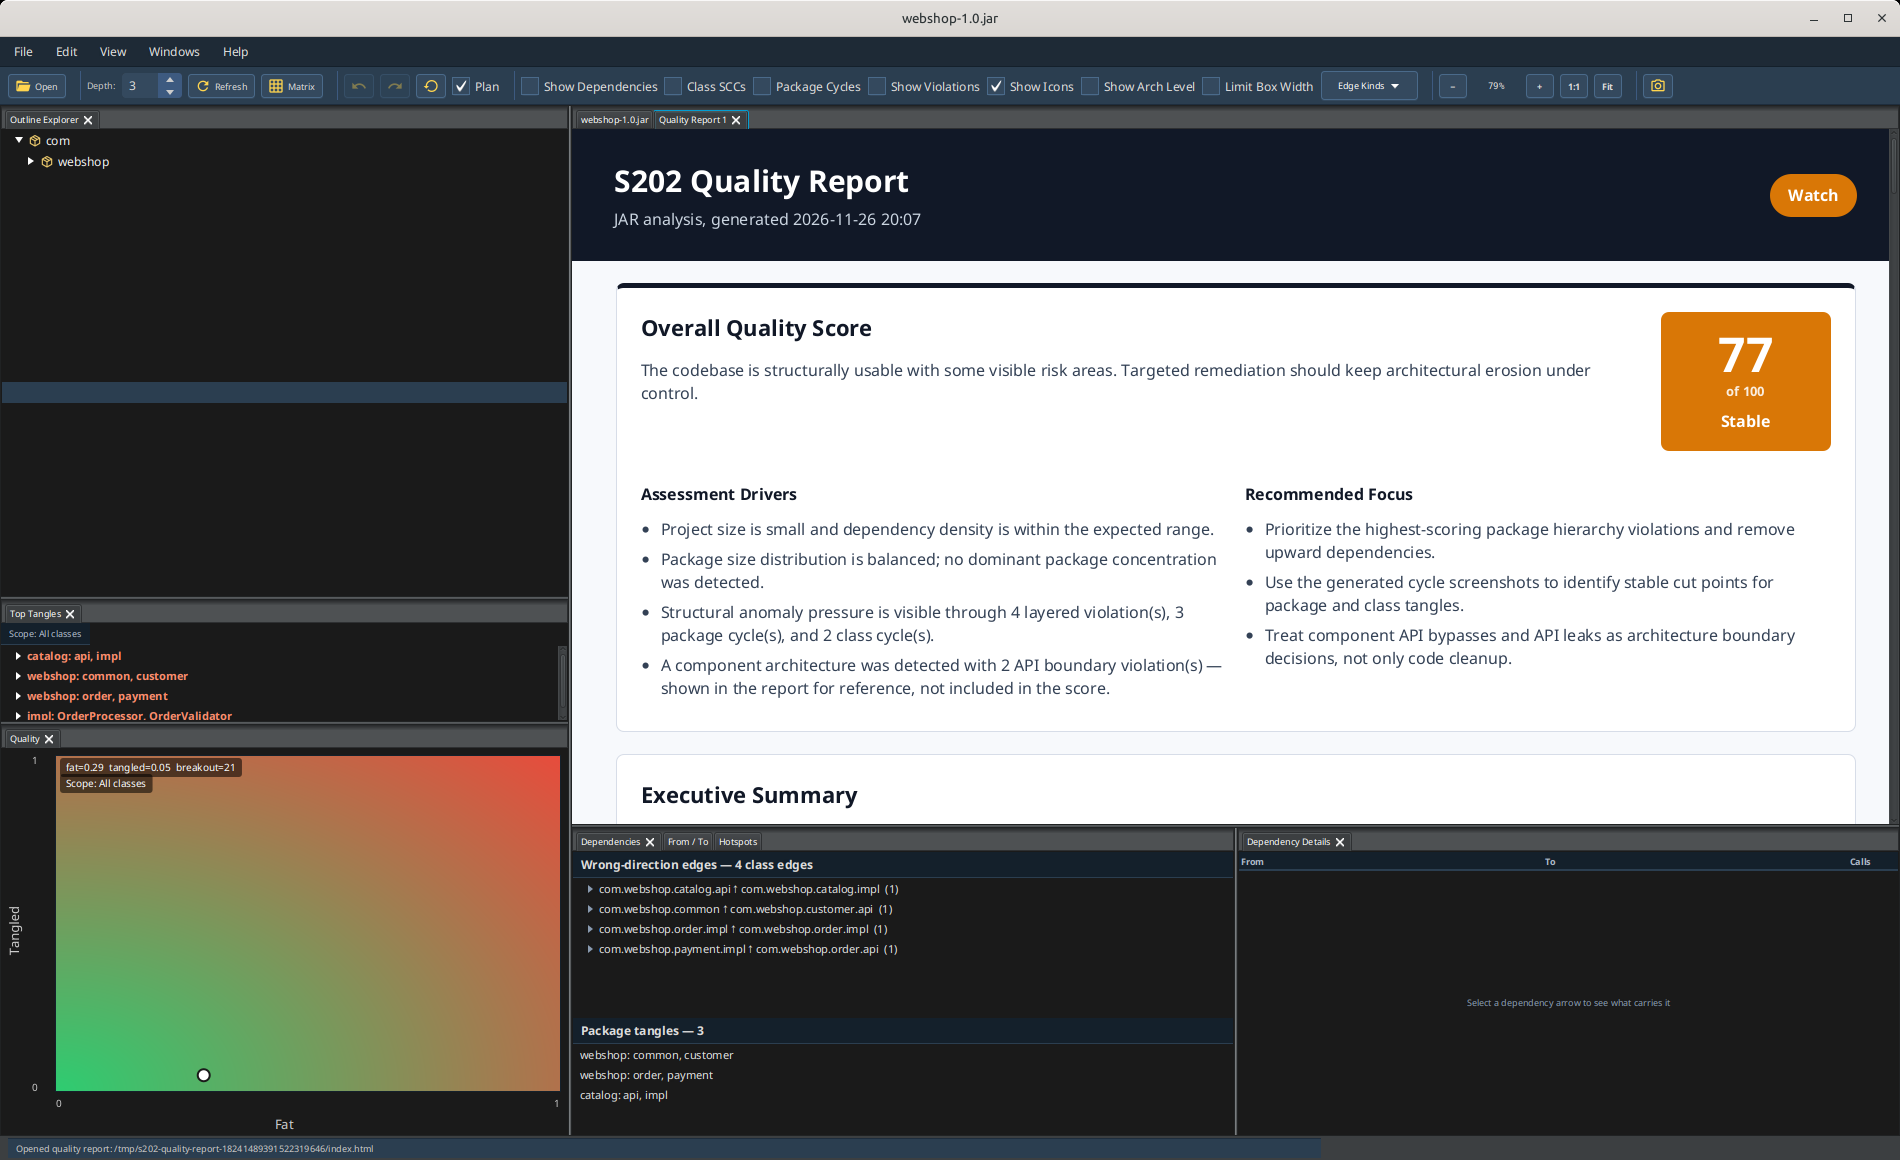 webshop-1.0.jar
File Edit View Windows Help
Open Depth: 3 Refresh Matrix Plan Show Dependencies Class SCCs Package Cycles Show Violations Show Icons Show Arch Level Limit Box Width Edge Kinds − 79% + 1:1 Fit
Outline Explorer
com
webshop
Top Tangles
Scope: All classes
catalog: api, impl
webshop: common, customer
webshop: order, payment
impl: OrderProcessor, OrderValidator
Quality
fat=0.29 tangled=0.05 breakout=21
Scope: All classes
1
Tangled
0
0 1
Fat
webshop-1.0.jar Quality Report 1
S202 Quality Report
JAR analysis, generated 2026-11-26 20:07
Watch
Overall Quality Score
The codebase is structurally usable with some visible risk areas. Targeted remediation should keep architectural erosion under
control.
77
of 100
Stable
Assessment Drivers
• Project size is small and dependency density is within the expected range.
• Package size distribution is balanced; no dominant package concentration
was detected.
• Structural anomaly pressure is visible through 4 layered violation(s), 3
package cycle(s), and 2 class cycle(s).
• A component architecture was detected with 2 API boundary violation(s) —
shown in the report for reference, not included in the score.
Recommended Focus
• Prioritize the highest-scoring package hierarchy violations and remove
upward dependencies.
• Use the generated cycle screenshots to identify stable cut points for
package and class tangles.
• Treat component API bypasses and API leaks as architecture boundary
decisions, not only code cleanup.
Executive Summary
Dependencies From / To Hotspots
Wrong-direction edges — 4 class edges
com.webshop.catalog.api ↑ com.webshop.catalog.impl (1)
com.webshop.common ↑ com.webshop.customer.api (1)
com.webshop.order.impl ↑ com.webshop.order.impl (1)
com.webshop.payment.impl ↑ com.webshop.order.api (1)
Package tangles — 3
webshop: common, customer
webshop: order, payment
catalog: api, impl
Dependency Details
From To Calls
Select a dependency arrow to see what carries it
Opened quality report: /tmp/s202-quality-report-1824148939152231​9646/index.html